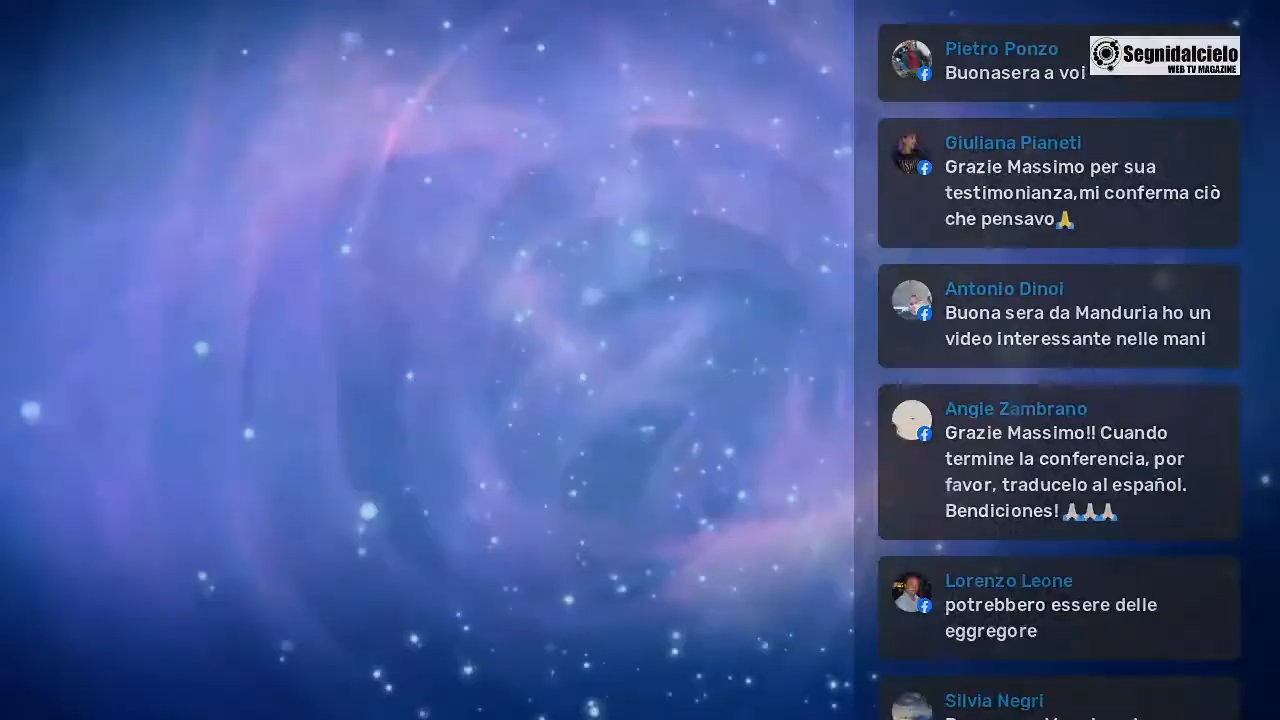 Pietro Ponzo
Buonasera a voi
Segnidalcielo
WEB TV MAGAZINE
Giuliana Pianeti
Grazie Massimo per sua
testimonianza,mi conferma ciò
che pensavo🙏
Antonio Dinoi
Buona sera da Manduria ho un
video interessante nelle mani
Angie Zambrano
Grazie Massimo!! Cuando
termine la conferencia, por
favor, traducelo al español.
Bendiciones! 🙏🏻🙏🏻🙏🏻
Lorenzo Leone
potrebbero essere delle
eggregore
Silvia Negri